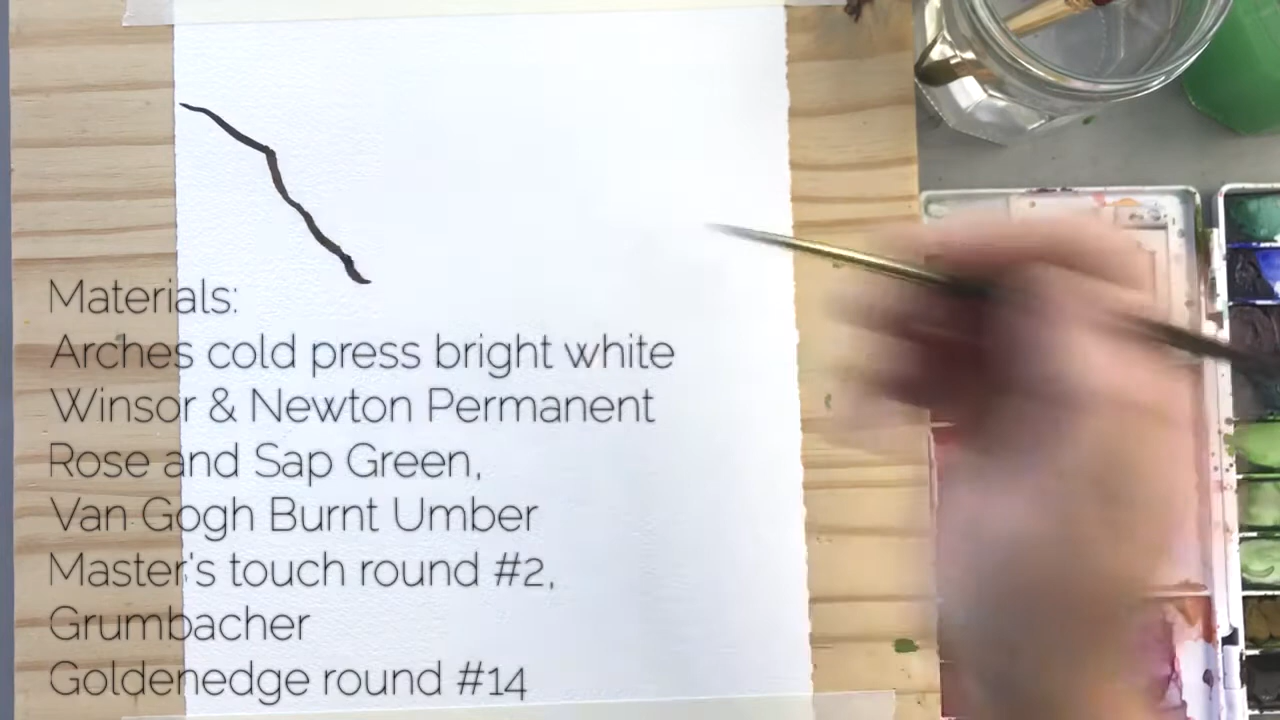 Materials:
Arches cold press bright white
Winsor & Newton Permanent
Rose and Sap Green,
Van Gogh Burnt Umber
Master's touch round #2,
Grumbacher
Goldenedge round #14